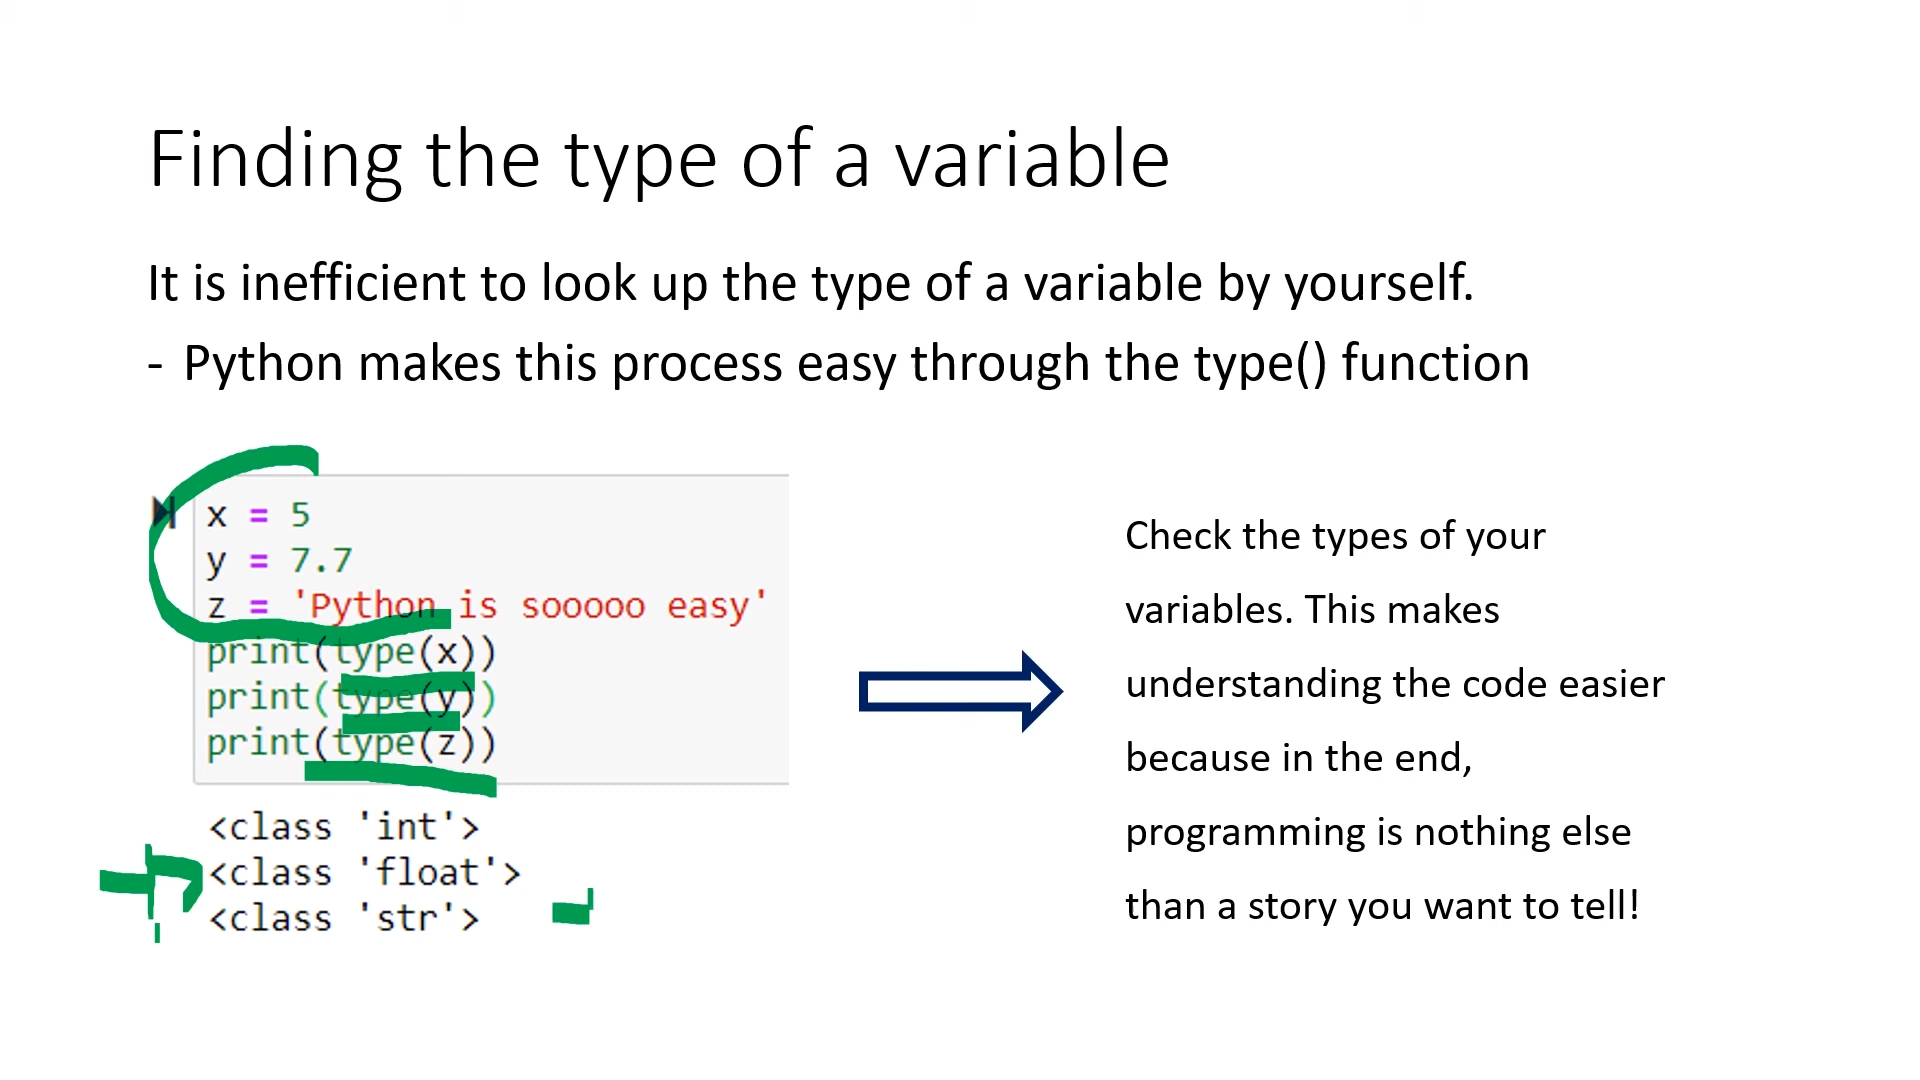 Finding the type of a variable
It is inefficient to look up the type of a variable by yourself.
- Python makes this process easy through the type() function
x = 5
y = 7.7
z = 'Python is sooooo easy'
print(type(x))
print(type(y))
print(type(z))
<class 'int'>
<class 'float'>
<class 'str'>
Check the types of your
variables. This makes
understanding the code easier
because in the end,
programming is nothing else
than a story you want to tell!